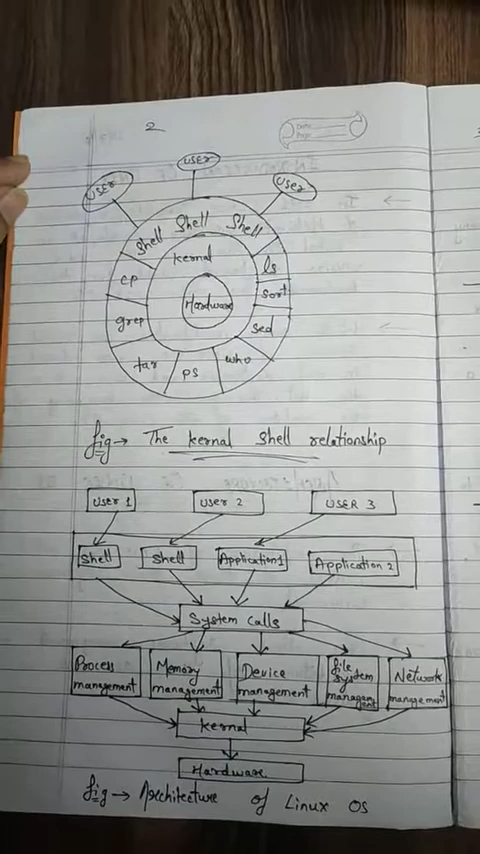 2
Date:
Page:
USER
USER
User
Shell Shell Shell
kernal
cp
ls
Hardware
sort
grep
sed
tar
ps
who
fig → The kernal shell relationship
User 1 User 2 USER 3
Shell Shell Application1 Application 2
System calls
Process management
Memory management
Device management
file system management
Network management
kernal
Hardware
fig → Architecture of Linux OS